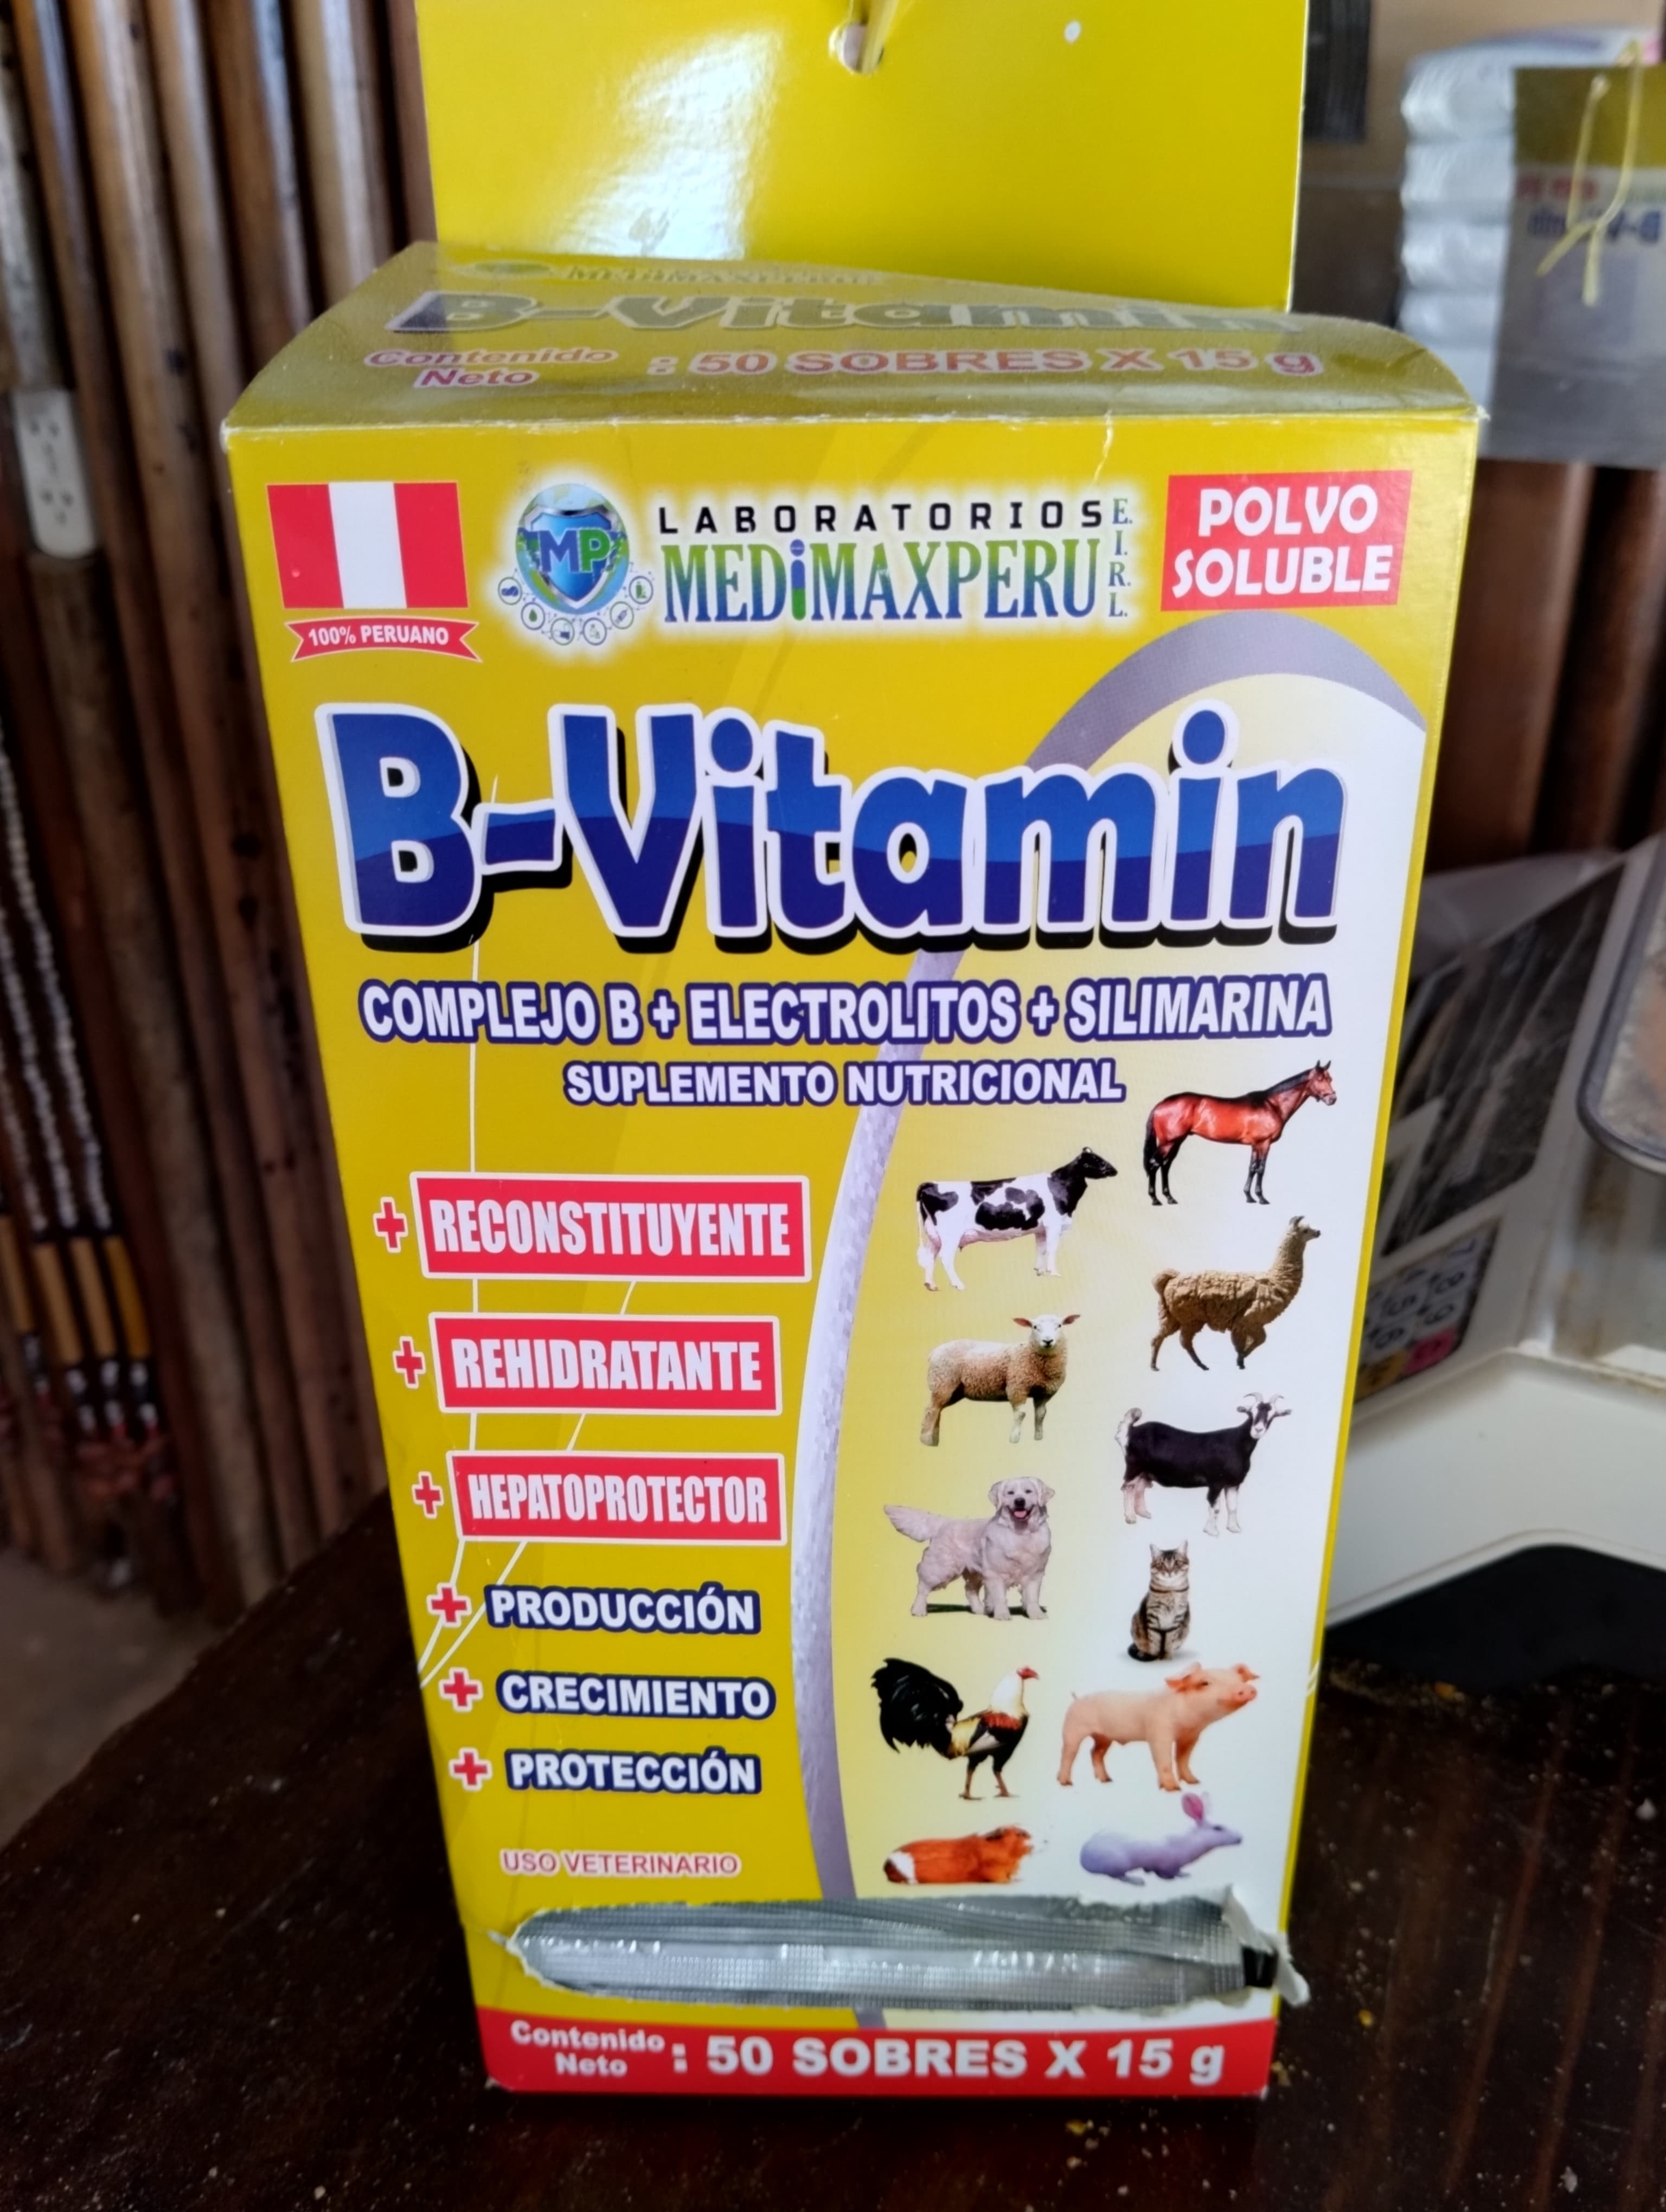 B-Vitamin
Contenido Neto : 50 SOBRES X 15 g
100% PERUANO
MP
LABORATORIOS
MEDiMAXPERU
E.I.R.L.
POLVO
SOLUBLE
B-Vitamin
COMPLEJO B + ELECTROLITOS + SILIMARINA
SUPLEMENTO NUTRICIONAL
+ RECONSTITUYENTE
+ REHIDRATANTE
+ HEPATOPROTECTOR
+ PRODUCCIÓN
+ CRECIMIENTO
+ PROTECCIÓN
USO VETERINARIO
Contenido Neto : 50 SOBRES X 15 g